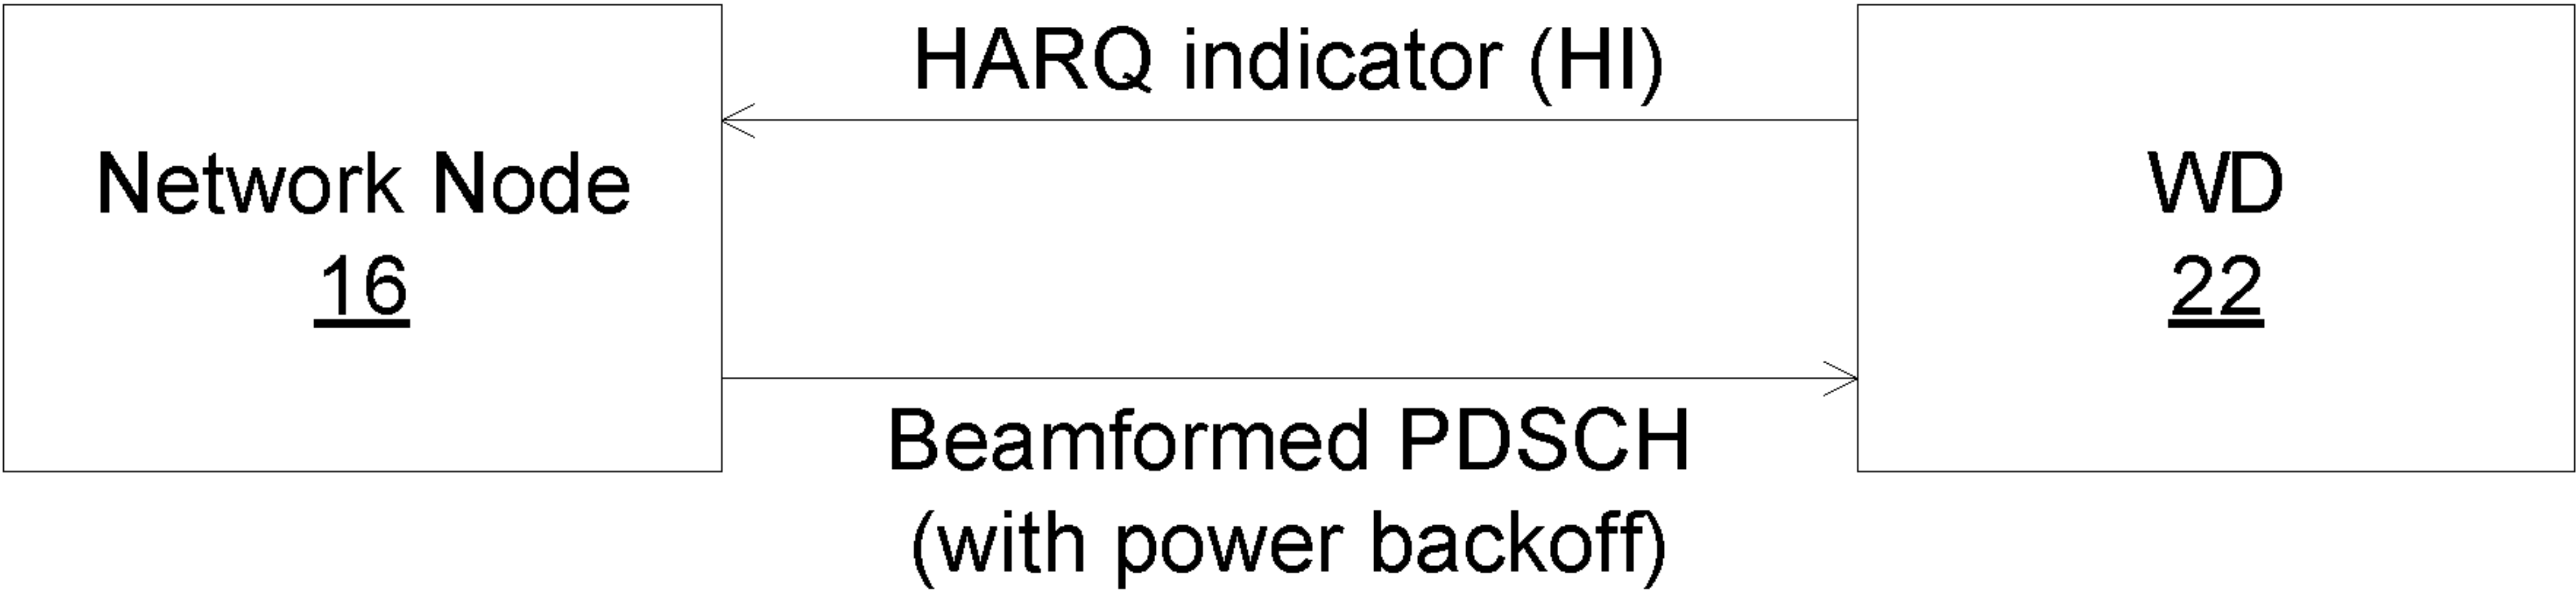 HARQ indicator (HI)
Network Node
16
WD
22
Beamformed PDSCH
(with power backoff)